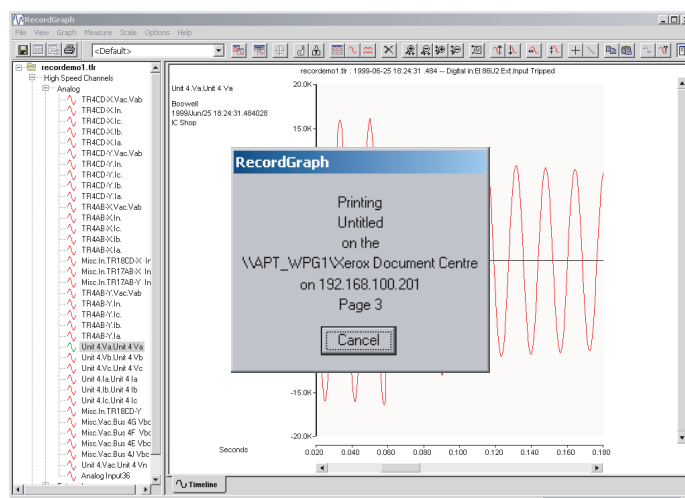 RecordGraph
File View Graph Measure Scale Options Help
<Default>
recordemo1.tlr
High Speed Channels
Analog
TR4CD-X.Vac.Vab
TR4CD-X.In.
TR4CD-X.Ic.
TR4CD-X.Ib.
TR4CD-X.Ia.
TR4CD-Y.Vac.Vab
TR4CD-Y.In.
TR4CD-Y.Ic.
TR4CD-Y.Ib.
TR4CD-Y.Ia.
TR4AB-X.Vac.Vab
TR4AB-X.In.
TR4AB-X.Ic.
TR4AB-X.Ib.
TR4AB-X.Ia.
Misc.In.TR18CD-X Ir
Misc.In.TR17AB-X In
Misc.In.TR17AB-Y In
TR4AB-Y.Vac.Vab
TR4AB-Y.In.
TR4AB-Y.Ic.
TR4AB-Y.Ib.
TR4AB-Y.Ia.
Unit 4.Va.Unit 4 Va
Unit 4.Vb.Unit 4 Vb
Unit 4.Vc.Unit 4 Vc
Unit 4.Ia.Unit 4 Ia
Unit 4.Ib.Unit 4 Ib
Unit 4.Ic.Unit 4 Ic
Misc.In.TR18CD-Y
Misc.Vac.Bus 4G Vbc
Misc.Vac.Bus 4F Vbc
Misc.Vac.Bus 4E Vbc
Misc.Vac.Bus 4J Vbc
Unit 4.Vac.Unit 4 Vn
Analog Input36
recordemo1.tlr : 1999-06-25 18:24:31 .484 -- Digital in:El:86U2 Ext.Input Tripped
Unit 4.Va.Unit 4 Va
Boswell
1999/Jun/25 18:24:31.484028
IC Shop
20.0K
15.0K
-15.0K
-20.0K
Seconds
0.020 0.040 0.060 0.080 0.100 0.120 0.140 0.160 0.180
Timeline
RecordGraph
Printing
Untitled
on the
\\APT_WPG1\Xerox Document Centre
on 192.168.100.201
Page 3
Cancel